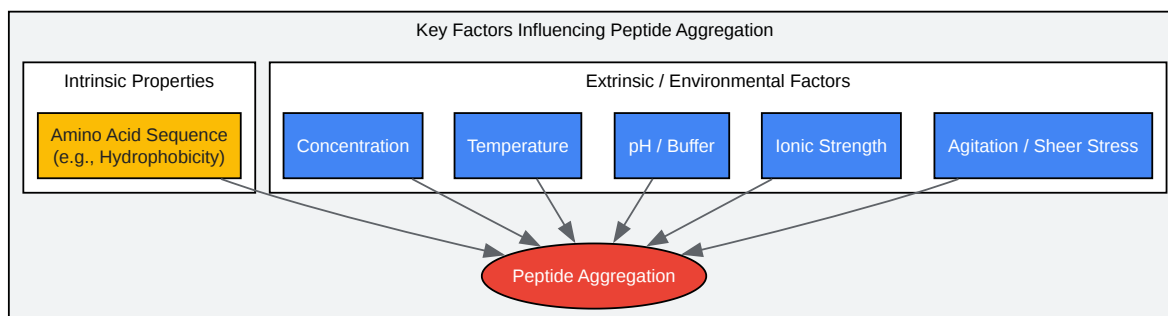 Key Factors Influencing Peptide Aggregation
Intrinsic Properties
Extrinsic / Environmental Factors
Amino Acid Sequence
(e.g., Hydrophobicity)
Concentration
Temperature
pH / Buffer
Ionic Strength
Agitation / Sheer Stress
Peptide Aggregation